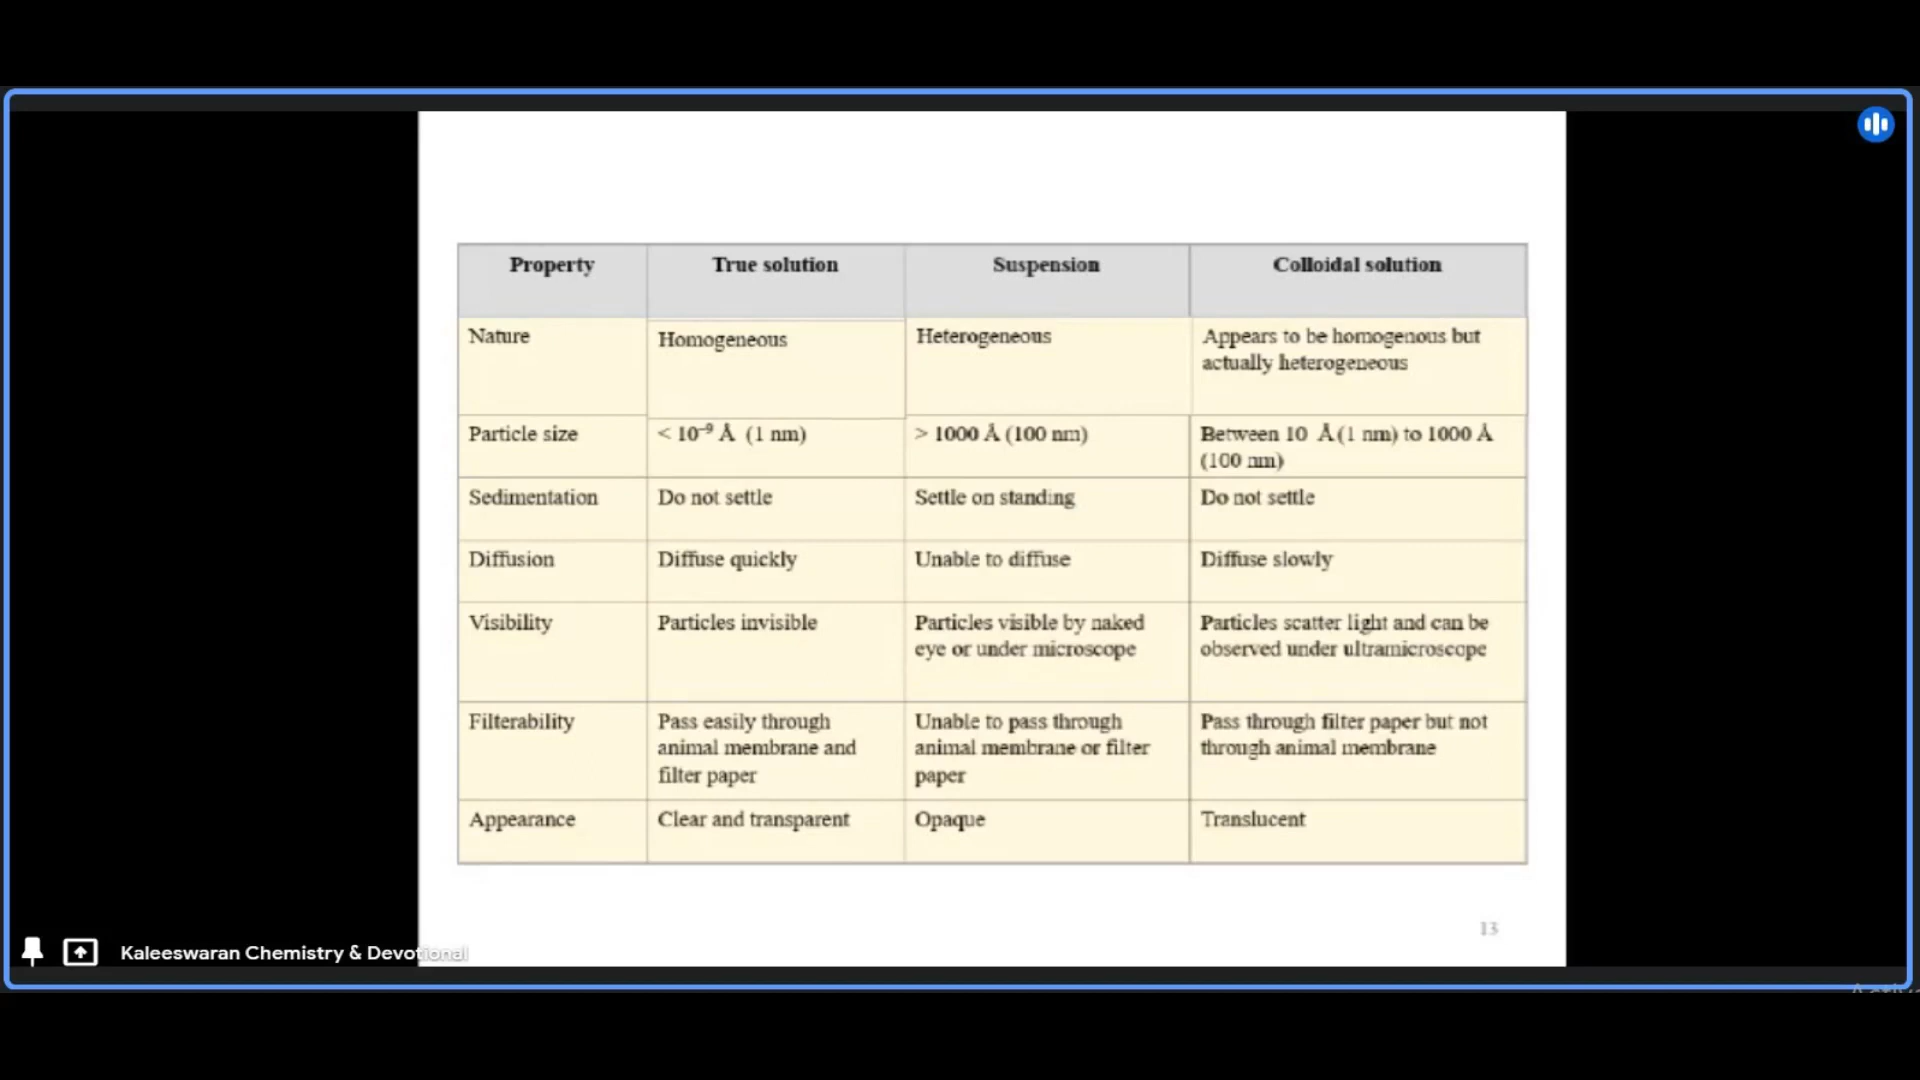 Property True solution Suspension Colloidal solution
Nature Homogeneous Heterogeneous Appears to be homogenous but
actually heterogeneous
Particle size < 10⁻⁹ Å (1 nm) > 1000 Å (100 nm) Between 10 Å (1 nm) to 1000 Å
(100 nm)
Sedimentation Do not settle Settle on standing Do not settle
Diffusion Diffuse quickly Unable to diffuse Diffuse slowly
Visibility Particles invisible Particles visible by naked Particles scatter light and can be
eye or under microscope observed under ultramicroscope
Filterability Pass easily through Unable to pass through Pass through filter paper but not
animal membrane and animal membrane or filter through animal membrane
filter paper paper
Appearance Clear and transparent Opaque Translucent
13
Kaleeswaran Chemistry & Devotional